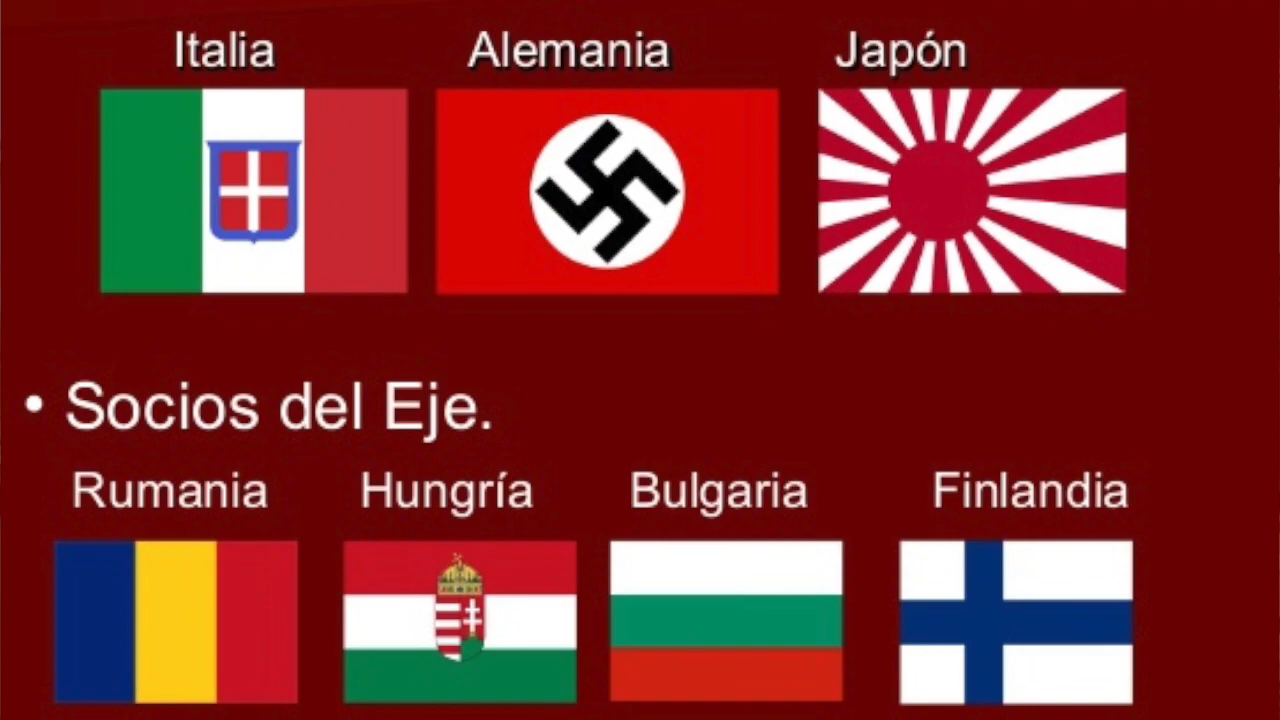 Italia Alemania Japón
• Socios del Eje.
Rumania Hungría Bulgaria Finlandia